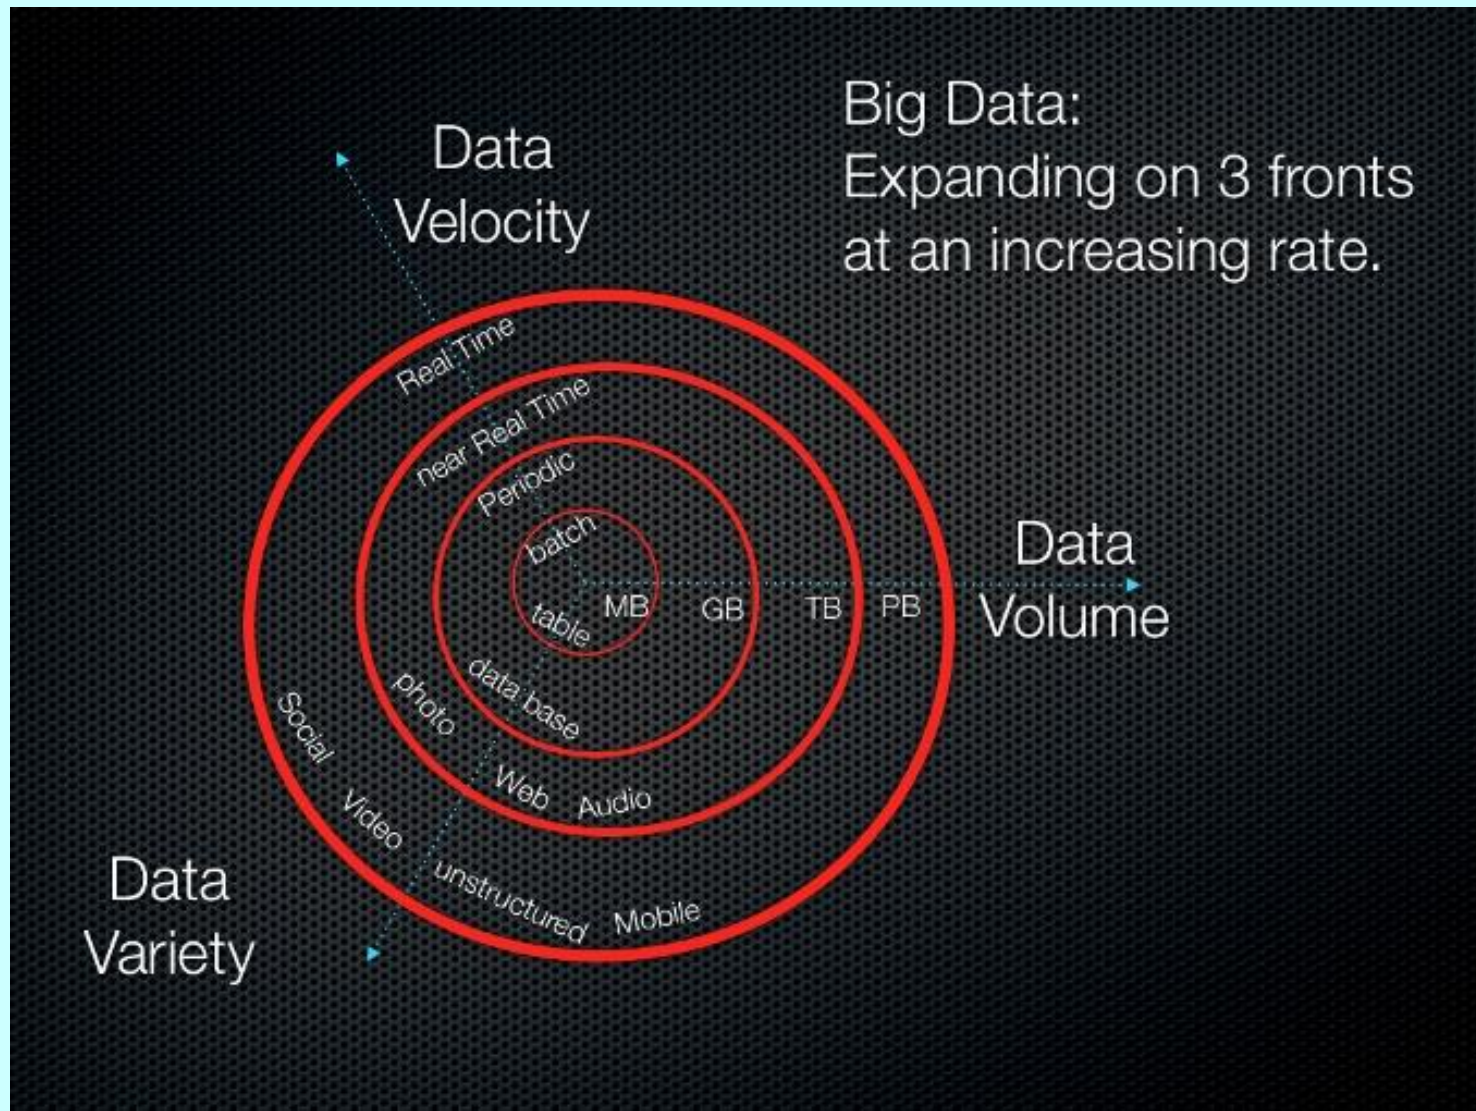 Big Data:
Expanding on 3 fronts
at an increasing rate.
Data
Velocity
Real Time
near Real Time
Periodic
batch
Data
Volume
MB GB TB PB
table
data base
photo
Web Audio
Social
Video
unstructured
Mobile
Data
Variety